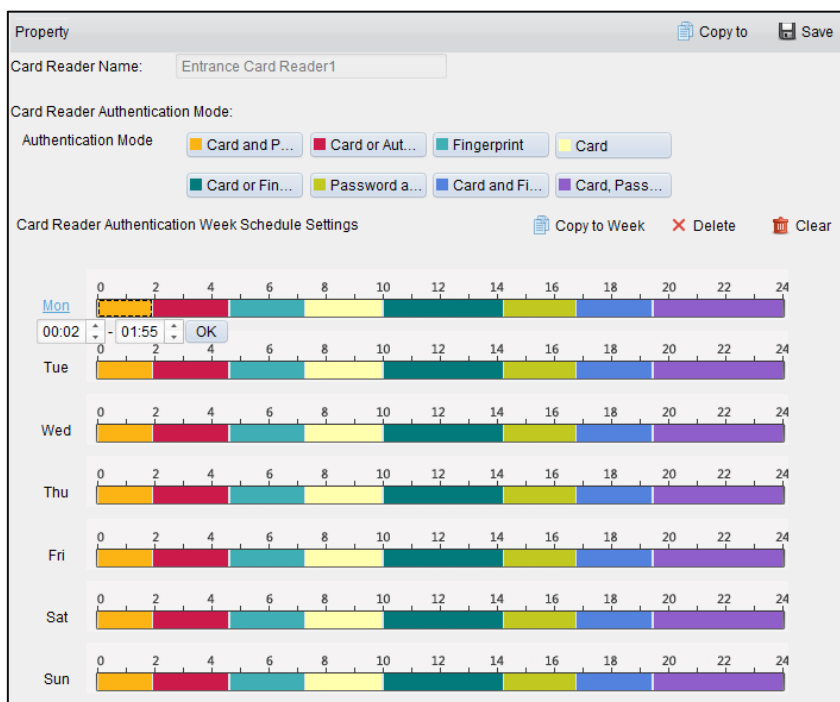 Property Copy to Save
Card Reader Name: Entrance Card Reader1
Card Reader Authentication Mode:
Authentication Mode Card and P... Card or Aut... Fingerprint Card
Card or Fin... Password a... Card and Fi... Card, Pass...
Card Reader Authentication Week Schedule Settings Copy to Week Delete Clear
0 2 4 6 8 10 12 14 16 18 20 22 24
Mon
00:02 - 01:55 OK
0 2 4 6 8 10 12 14 16 18 20 22 24
Tue
0 2 4 6 8 10 12 14 16 18 20 22 24
Wed
0 2 4 6 8 10 12 14 16 18 20 22 24
Thu
0 2 4 6 8 10 12 14 16 18 20 22 24
Fri
0 2 4 6 8 10 12 14 16 18 20 22 24
Sat
0 2 4 6 8 10 12 14 16 18 20 22 24
Sun